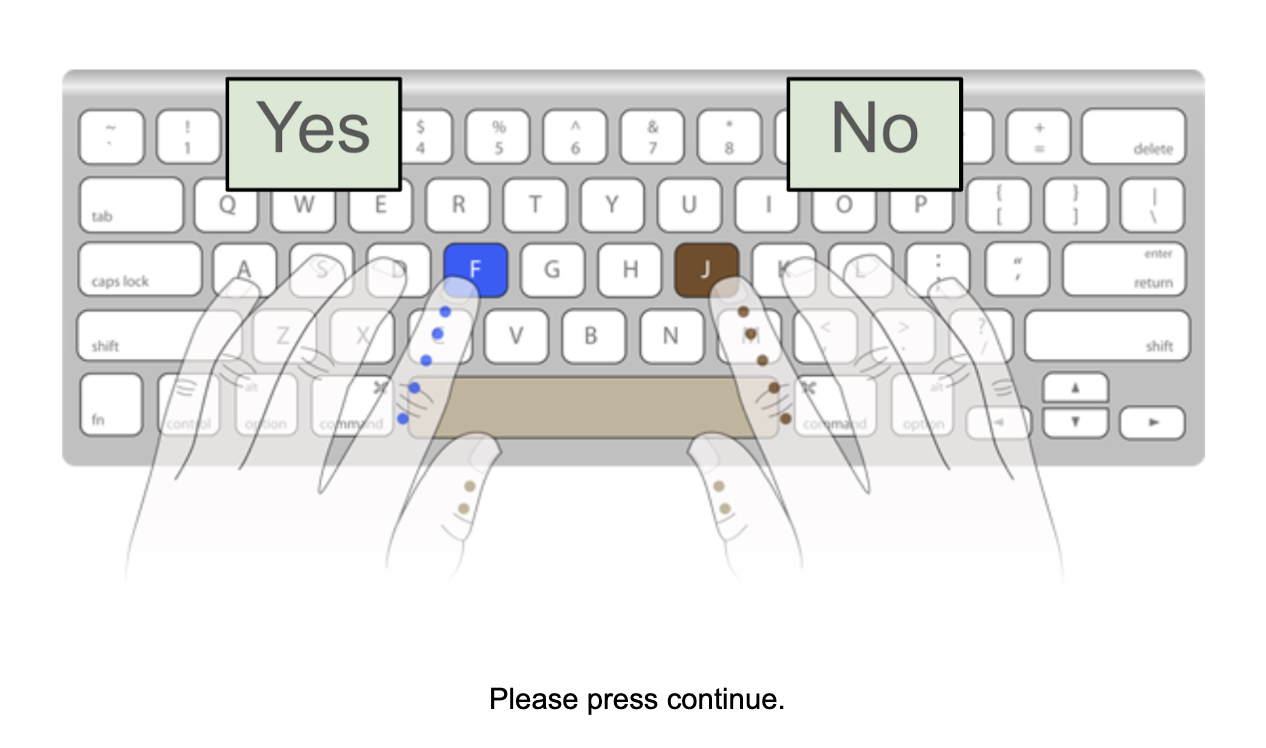 Yes
No
~ ! $ % ^ & * +
` 1 4 5 6 7 8 = delete
tab Q W E R T Y U I O P { [ } ] | \
caps lock A S D F G H J K L : ; " ' enter return
shift Z X C V B N M < , > . ? / shift
fn control alt option ⌘ command ⌘ command alt option ◄ ▲ ▼ ►
Please press continue.